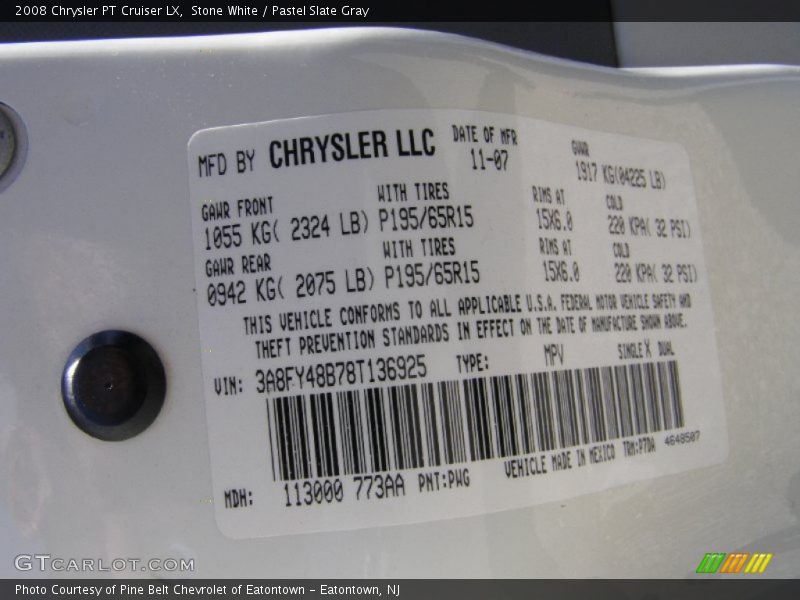 2008 Chrysler PT Cruiser LX, Stone White / Pastel Slate Gray
MFD BY CHRYSLER LLC DATE OF MFR GVWR
11-07 1917 KG(04225 LB)
GAWR FRONT WITH TIRES RIMS AT COLD
1055 KG( 2324 LB) P195/65R15 15X6.0 220 KPA( 32 PSI)
GAWR REAR WITH TIRES RIMS AT COLD
0942 KG( 2075 LB) P195/65R15 15X6.0 220 KPA( 32 PSI)
THIS VEHICLE CONFORMS TO ALL APPLICABLE U.S.A. FEDERAL MOTOR VEHICLE SAFETY AND
THEFT PREVENTION STANDARDS IN EFFECT ON THE DATE OF MANUFACTURE SHOWN ABOVE.
VIN: 3A8FY48B78T136925 TYPE: MPV SINGLE X DUAL
MDH: 113000 773AA PNT:PWG VEHICLE MADE IN MEXICO TRM:P7DA 4648507
GTCARLOT.COM
Photo Courtesy of Pine Belt Chevrolet of Eatontown – Eatontown, NJ